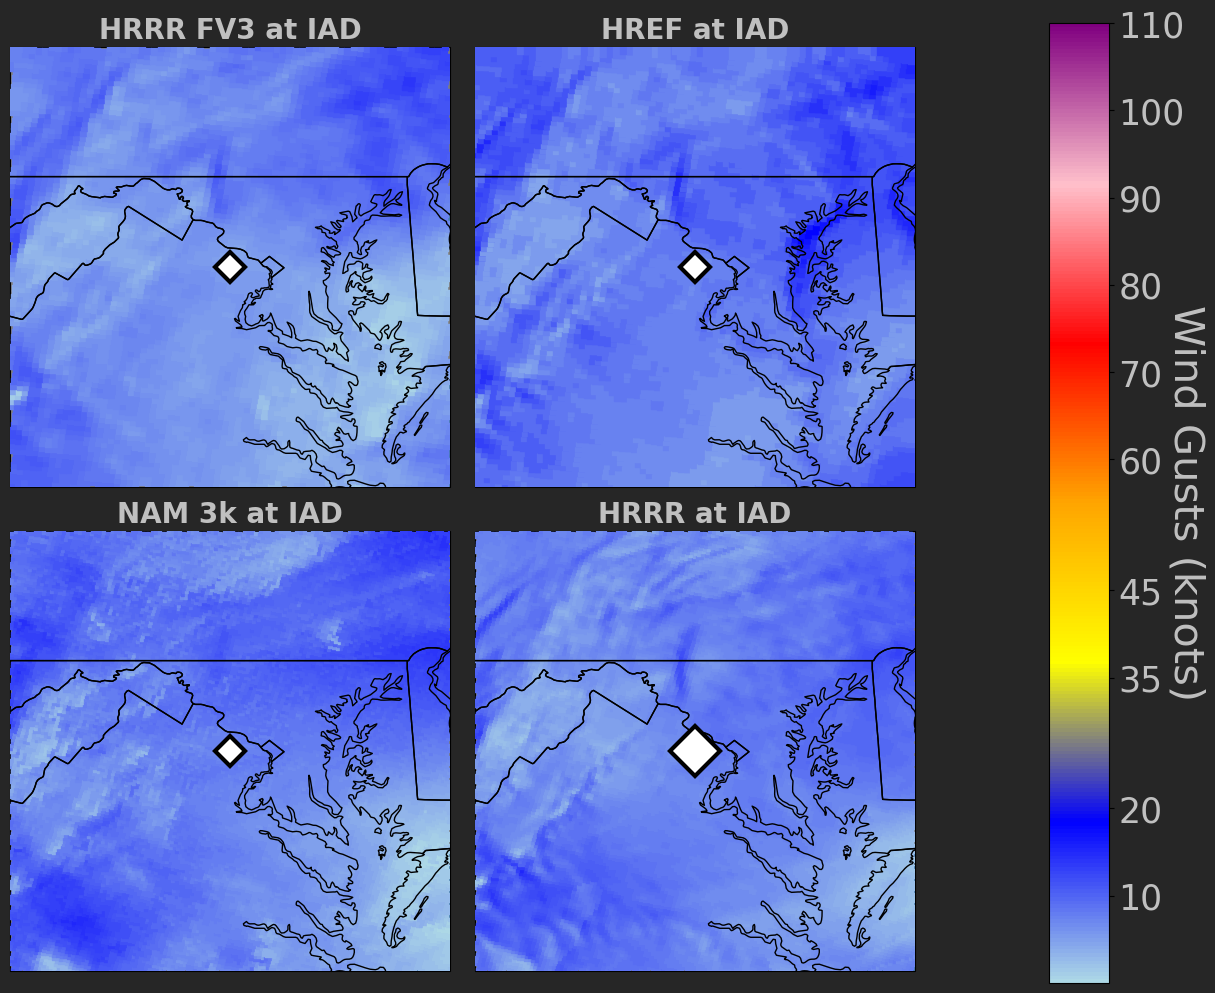 HRRR FV3 at IAD
HREF at IAD
NAM 3k at IAD
HRRR at IAD
110
100
90
80
70
60
45
35
20
10
Wind Gusts (knots)